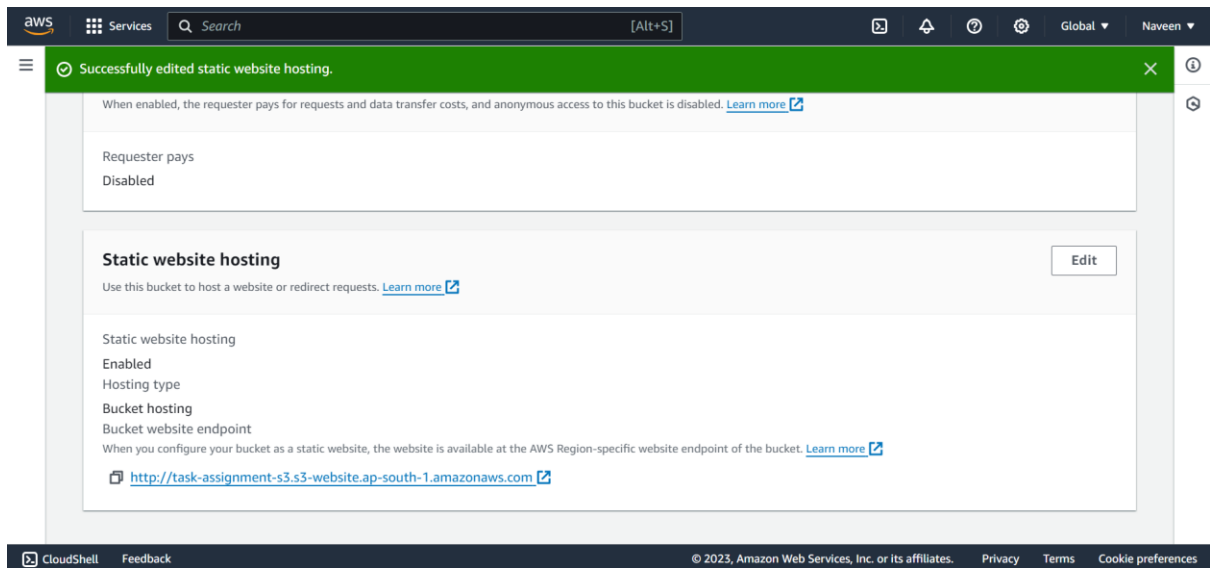 aws
Services
Search [Alt+S]
Global
Naveen
Successfully edited static website hosting.
When enabled, the requester pays for requests and data transfer costs, and anonymous access to this bucket is disabled. Learn more
Requester pays
Disabled
Static website hosting
Edit
Use this bucket to host a website or redirect requests. Learn more
Static website hosting
Enabled
Hosting type
Bucket hosting
Bucket website endpoint
When you configure your bucket as a static website, the website is available at the AWS Region-specific website endpoint of the bucket. Learn more
http://task-assignment-s3.s3-website.ap-south-1.amazonaws.com
CloudShell Feedback © 2023, Amazon Web Services, Inc. or its affiliates. Privacy Terms Cookie preferences